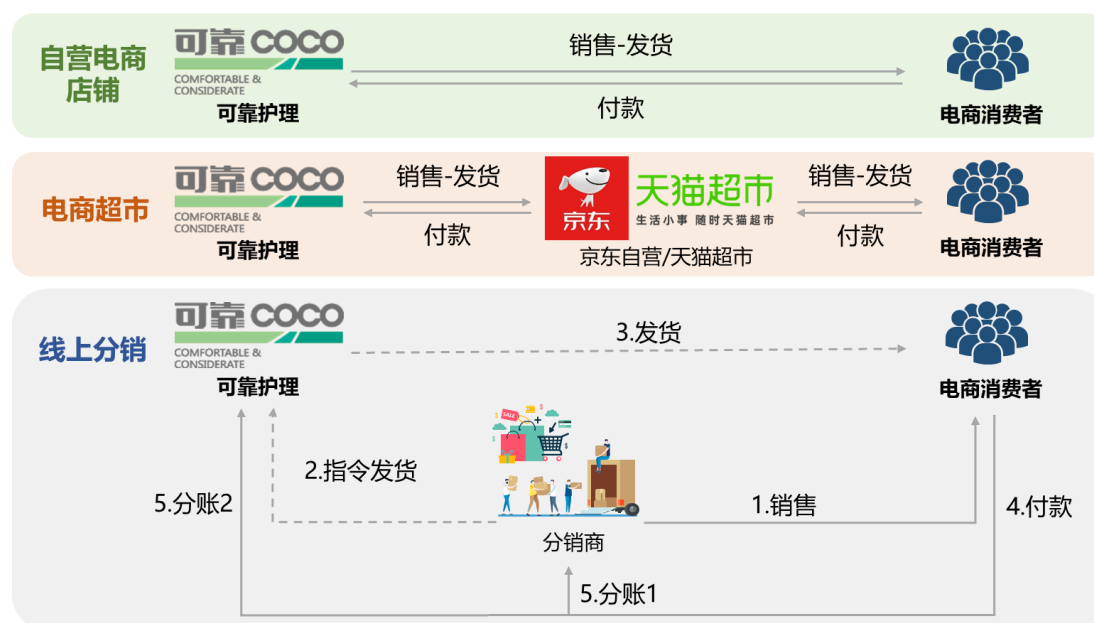 自营电商
店铺
可靠 COCO
COMFORTABLE &
CONSIDERATE
可靠护理
销售-发货
付款
电商消费者
电商超市
可靠 COCO
COMFORTABLE &
CONSIDERATE
可靠护理
销售-发货
付款
京东
天猫超市
生活小事 随时天猫超市
京东自营/天猫超市
销售-发货
付款
电商消费者
线上分销
可靠 COCO
COMFORTABLE &
CONSIDERATE
可靠护理
3.发货
电商消费者
SALE
2.指令发货
5.分账2
1.销售
4.付款
分销商
5.分账1